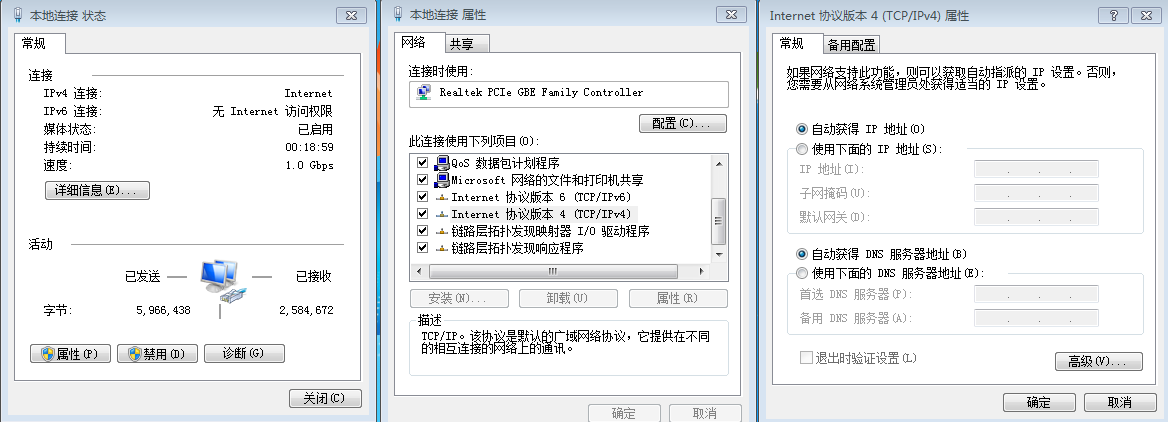 本地连接 状态
常规
连接
IPv4 连接: Internet
IPv6 连接: 无 Internet 访问权限
媒体状态: 已启用
持续时间: 00:18:59
速度: 1.0 Gbps
详细信息(E)...
活动
已发送 — — 已接收
字节: 5,966,438 2,584,672
属性(P) 禁用(D) 诊断(G)
关闭(C)
本地连接 属性
网络 共享
连接时使用:
Realtek PCIe GBE Family Controller
配置(C)...
此连接使用下列项目(O):
QoS 数据包计划程序
Microsoft 网络的文件和打印机共享
Internet 协议版本 6 (TCP/IPv6)
Internet 协议版本 4 (TCP/IPv4)
链路层拓扑发现映射器 I/O 驱动程序
链路层拓扑发现响应程序
安装(N)... 卸载(U) 属性(R)
描述
TCP/IP。该协议是默认的广域网络协议，它提供在不同
的相互连接的网络上的通讯。
确定 取消
Internet 协议版本 4 (TCP/IPv4) 属性
常规 备用配置
如果网络支持此功能，则可以获取自动指派的 IP 设置。否则，
您需要从网络系统管理员处获得适当的 IP 设置。
自动获得 IP 地址(O)
使用下面的 IP 地址(S):
IP 地址(I): . . .
子网掩码(U): . . .
默认网关(D): . . .
自动获得 DNS 服务器地址(B)
使用下面的 DNS 服务器地址(E):
首选 DNS 服务器(P): . . .
备用 DNS 服务器(A): . . .
退出时验证设置(L)
高级(V)...
确定 取消